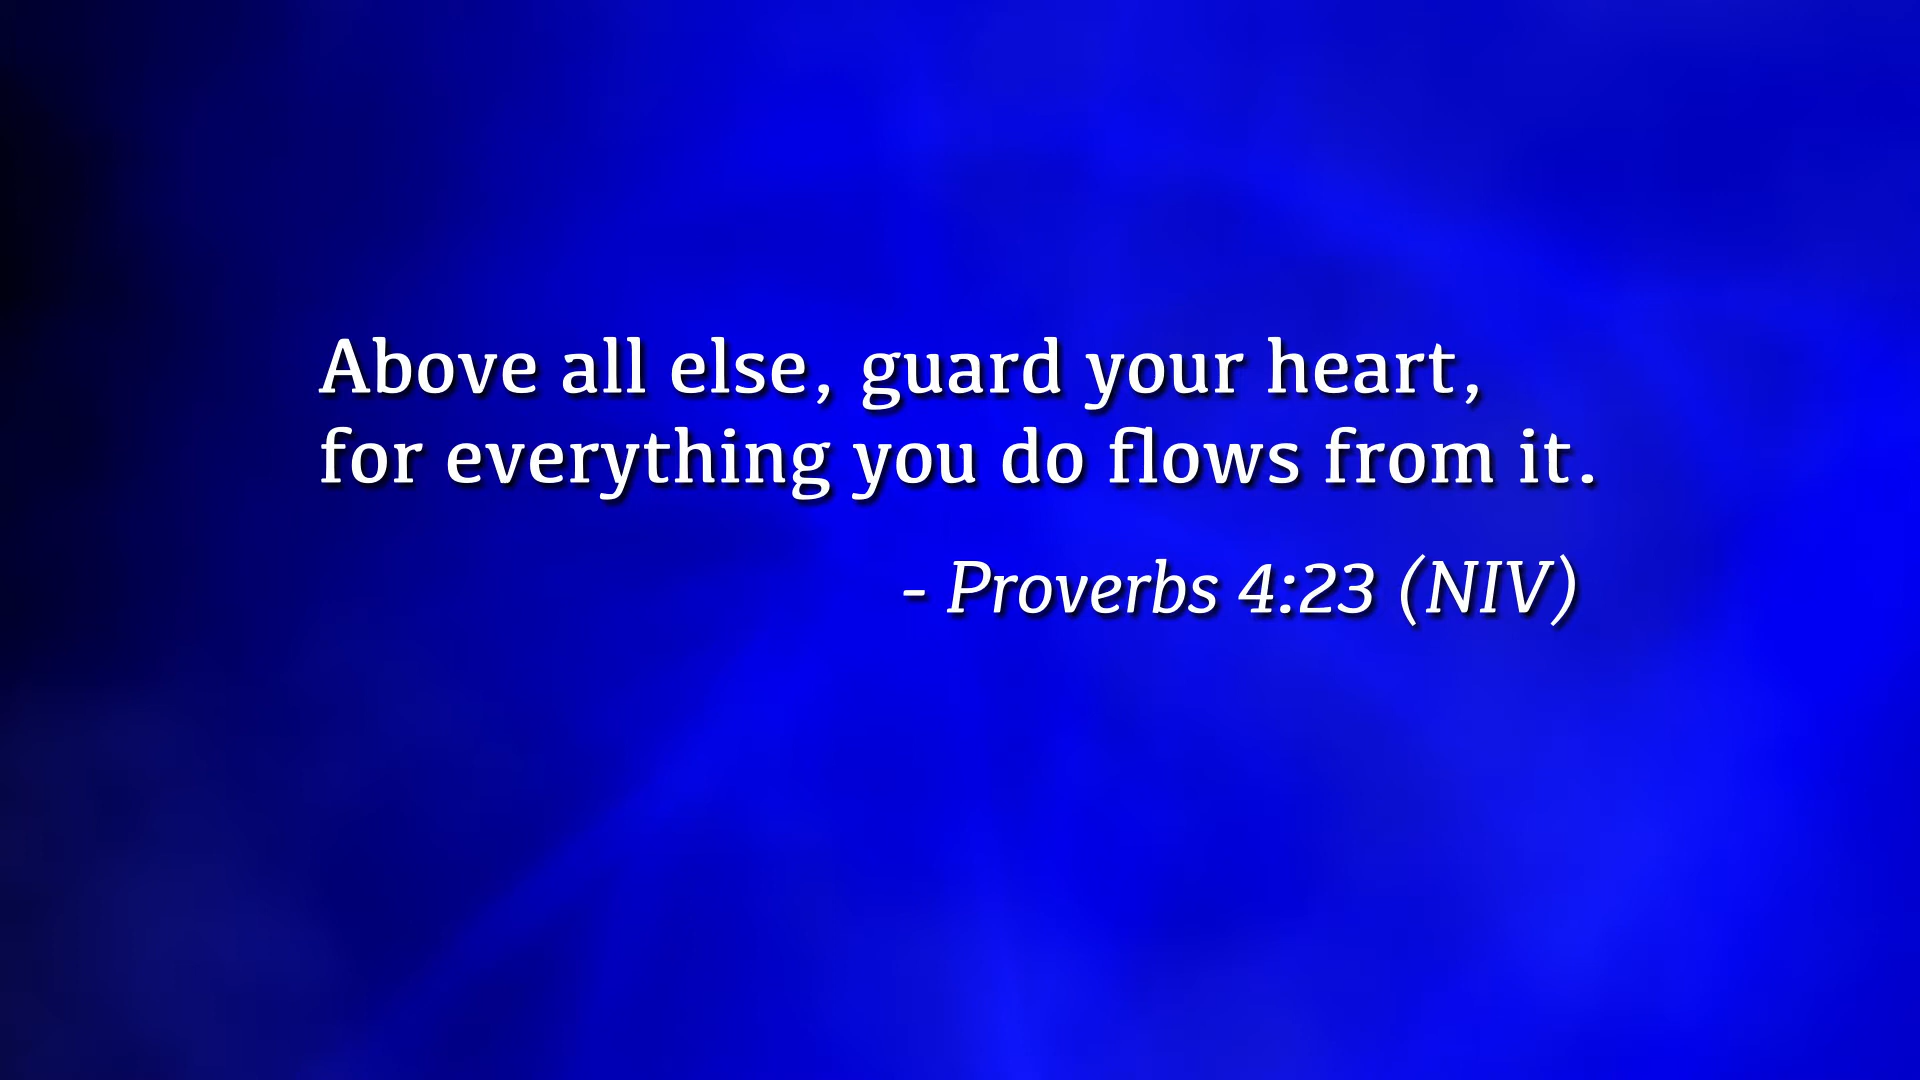 Above all else, guard your heart,
for everything you do flows from it.
- Proverbs 4:23 (NIV)